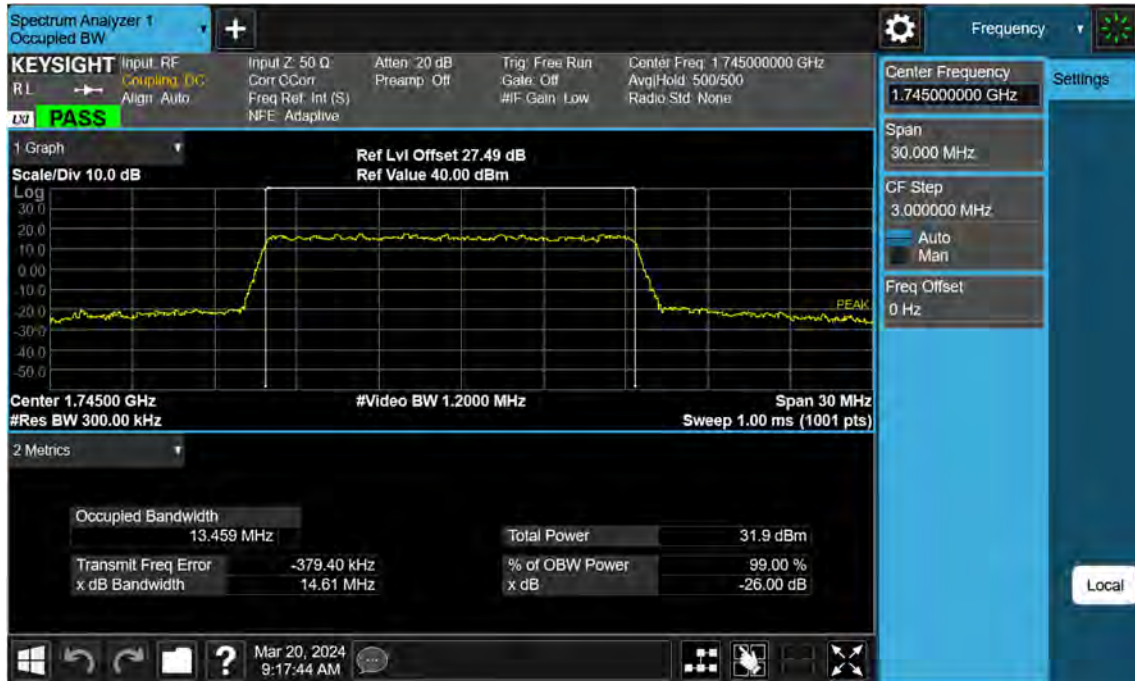 Spectrum Analyzer 1
Occupied BW
Frequency
KEYSIGHT
Input: RF
Coupling: DC
Align: Auto
Input Z: 50 Ω
Corr CCorr
Freq Ref: Int (S)
NFE: Adaptive
Atten: 20 dB
Preamp: Off
Trig: Free Run
Gate: Off
#IF Gain: Low
Center Freq: 1.745000000 GHz
Avg|Hold: 500/500
Radio Std: None
R L
LXI PASS
Center Frequency
1.745000000 GHz
Settings
Span
30.000 MHz
CF Step
3.000000 MHz
Auto
Man
Freq Offset
0 Hz
1 Graph
Scale/Div 10.0 dB
Ref Lvl Offset 27.49 dB
Ref Value 40.00 dBm
Log
30.0
20.0
10.0
0.00
-10.0
-20.0
-30.0
-40.0
-50.0
PEAK
Center 1.74500 GHz
#Video BW 1.2000 MHz
Span 30 MHz
#Res BW 300.00 kHz
Sweep 1.00 ms (1001 pts)
2 Metrics
Occupied Bandwidth
13.459 MHz
Total Power 31.9 dBm
Transmit Freq Error -379.40 kHz
% of OBW Power 99.00 %
x dB Bandwidth 14.61 MHz
x dB -26.00 dB
Local
?
Mar 20, 2024
9:17:44 AM